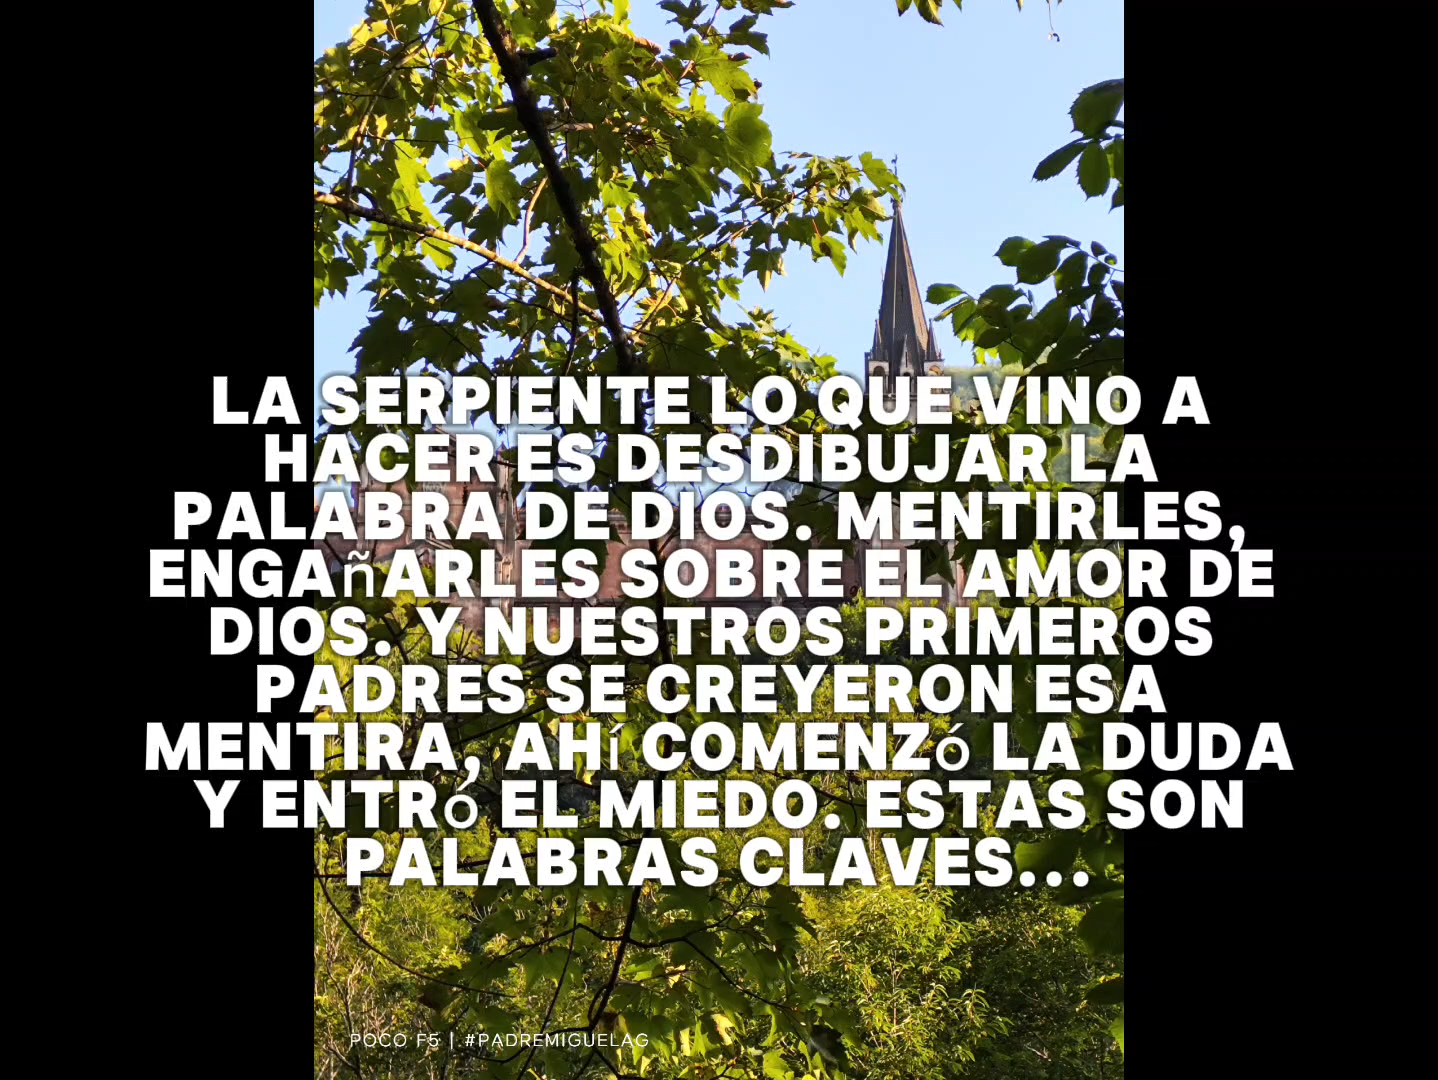 LA SERPIENTE LO QUE VINO A
HACER ES DESDIBUJAR LA
PALABRA DE DIOS. MENTIRLES,
ENGAñARLES SOBRE EL AMOR DE
DIOS. Y NUESTROS PRIMEROS
PADRES SE CREYERON ESA
MENTIRA, AHí COMENZó LA DUDA
Y ENTRó EL MIEDO. ESTAS SON
PALABRAS CLAVES...
POCO F5 | #PADREMIGUELAG